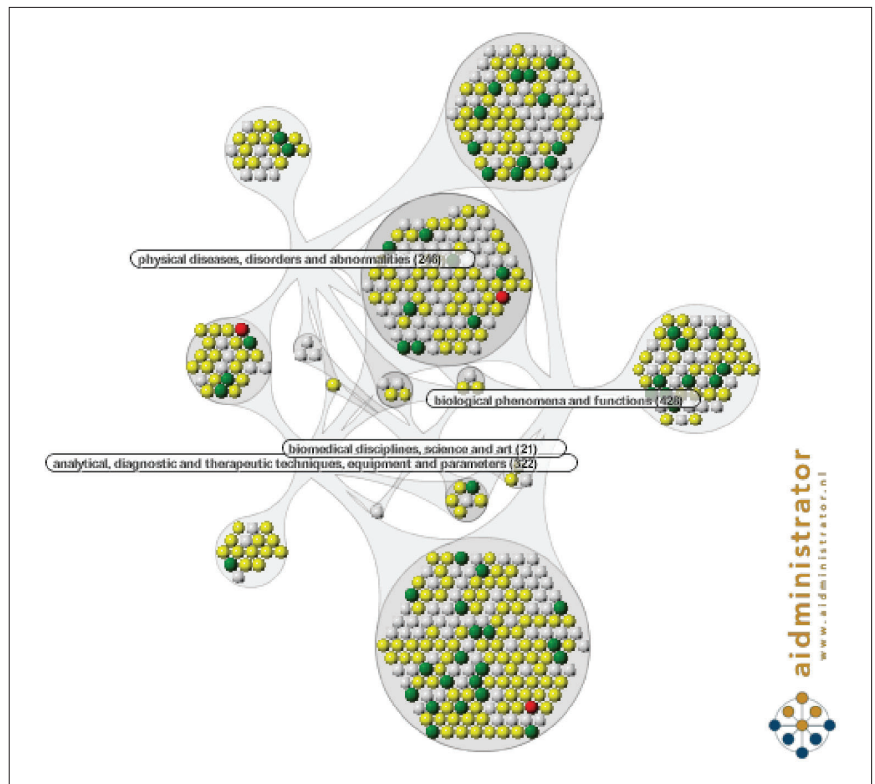 physical diseases, disorders and abnormalities (246)
biological phenomena and functions (428)
biomedical disciplines, science and art (21)
analytical, diagnostic and therapeutic techniques, equipment and parameters (322)
aidministrator
www.aidministrator.nl